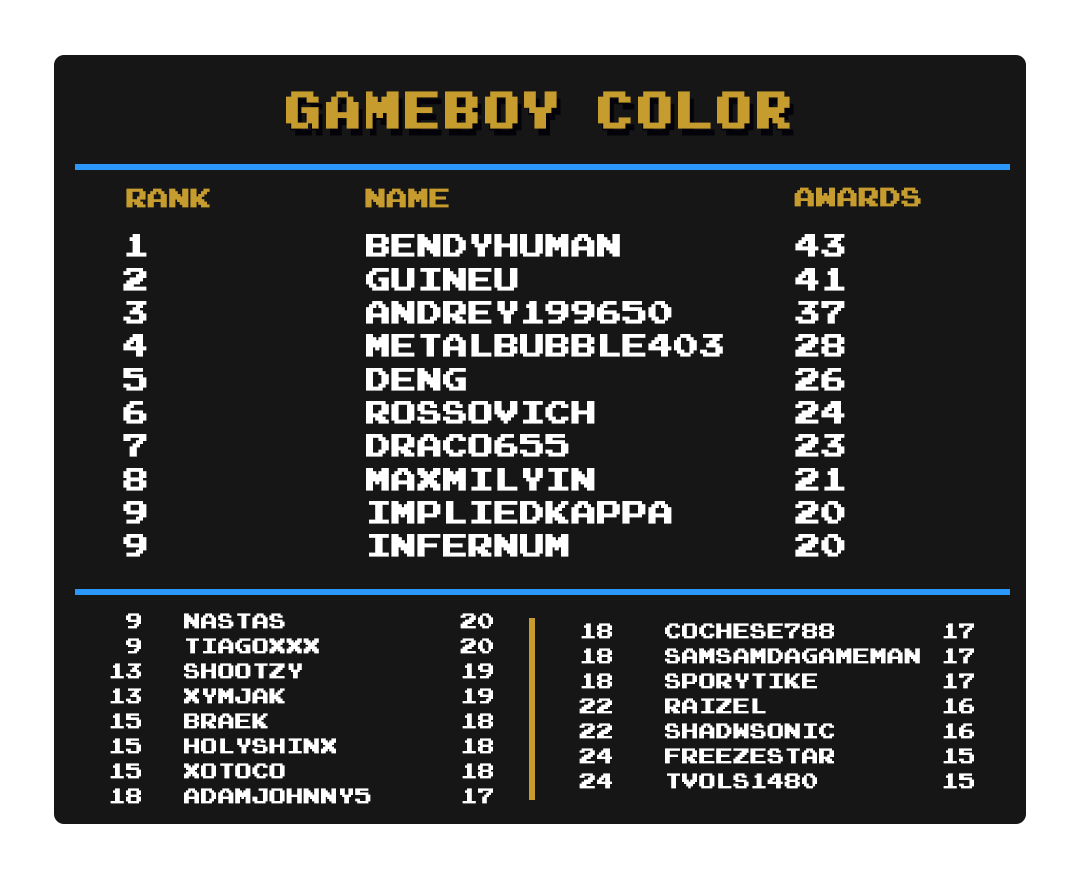 GAMEBOY COLOR
RANK NAME AWARDS
1 BENDYHUMAN 43
2 GUINEU 41
3 ANDREY199650 37
4 METALBUBBLE403 28
5 DENG 26
6 ROSSOVICH 24
7 DRACO655 23
8 MAXMILYIN 21
9 IMPLIEDKAPPA 20
9 INFERNUM 20
9 NASTAS 20
9 TIAGOXXX 20
13 SHOOTZY 19
13 XYMJAK 19
15 BRAEK 18
15 HOLYSHINX 18
15 XOTOCO 18
18 ADAMJOHNNY5 17
18 COCHESE788 17
18 SAMSAMDAGAMEMAN 17
18 SPORYTIKE 17
22 RAIZEL 16
22 SHADWSONIC 16
24 FREEZESTAR 15
24 TVOLS1480 15